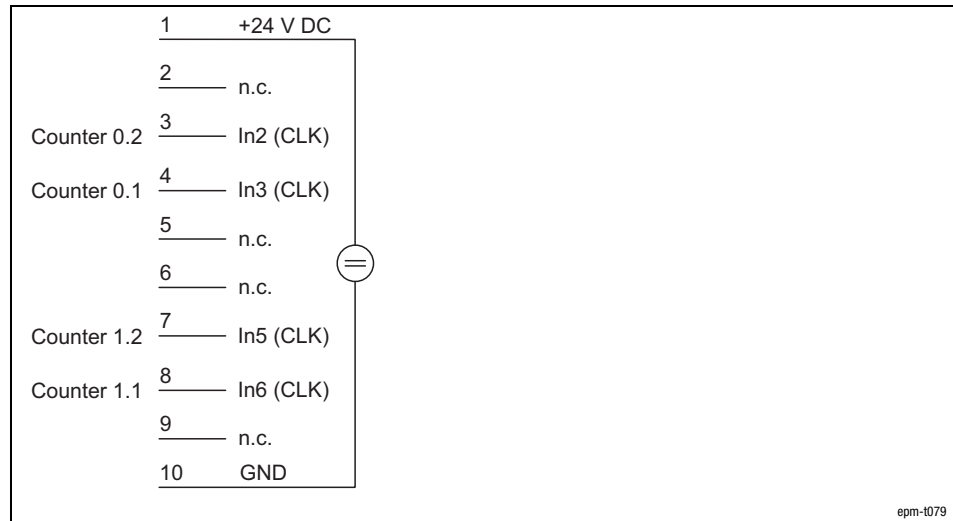 1 +24 V DC
2 n.c.
Counter 0.2 3 In2 (CLK)
Counter 0.1 4 In3 (CLK)
5 n.c.
6 n.c.
Counter 1.2 7 In5 (CLK)
Counter 1.1 8 In6 (CLK)
9 n.c.
10 GND
epm-t079